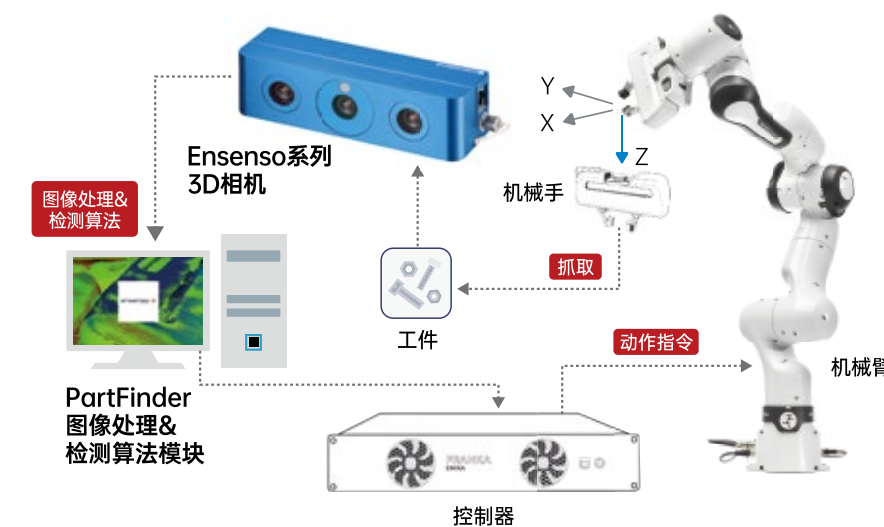 Ensenso系列
3D相机
图像处理&
检测算法
Y
X
Z
机械手
抓取
工件
动作指令
机械臂
PartFinder
图像处理&
检测算法模块
FRANKA
EMIKA
控制器